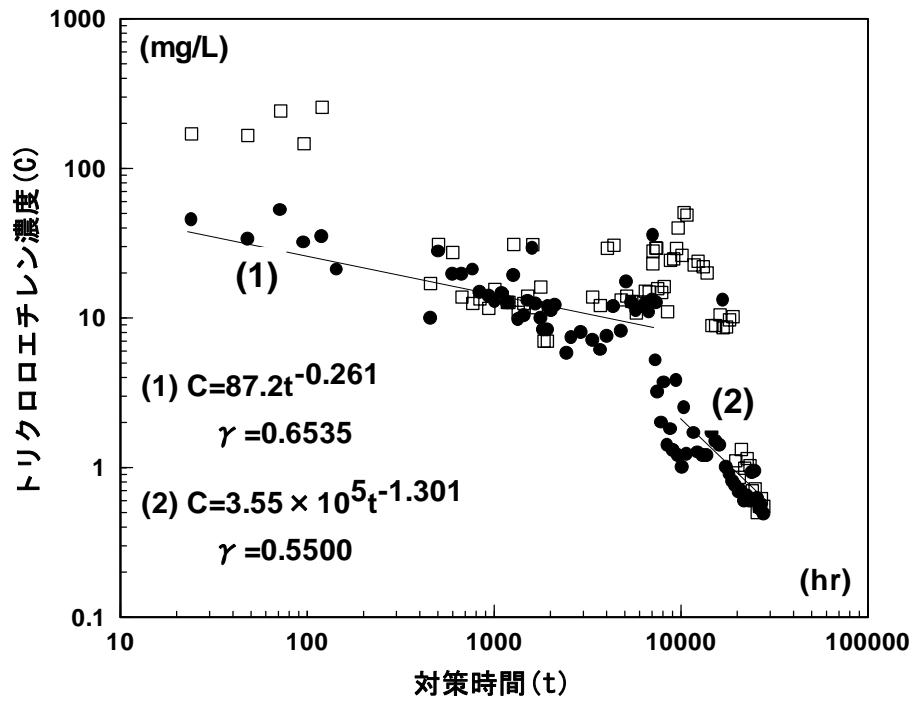 1000
(mg/L)
100
10
1
0.1
トリクロロエチレン濃度(C)
(1)
(2)
(1) C=87.2t-0.261
γ=0.6535
(2) C=3.55×10^5t-1.301
γ=0.5500
(hr)
10
100
1000
10000
100000
対策時間(t)